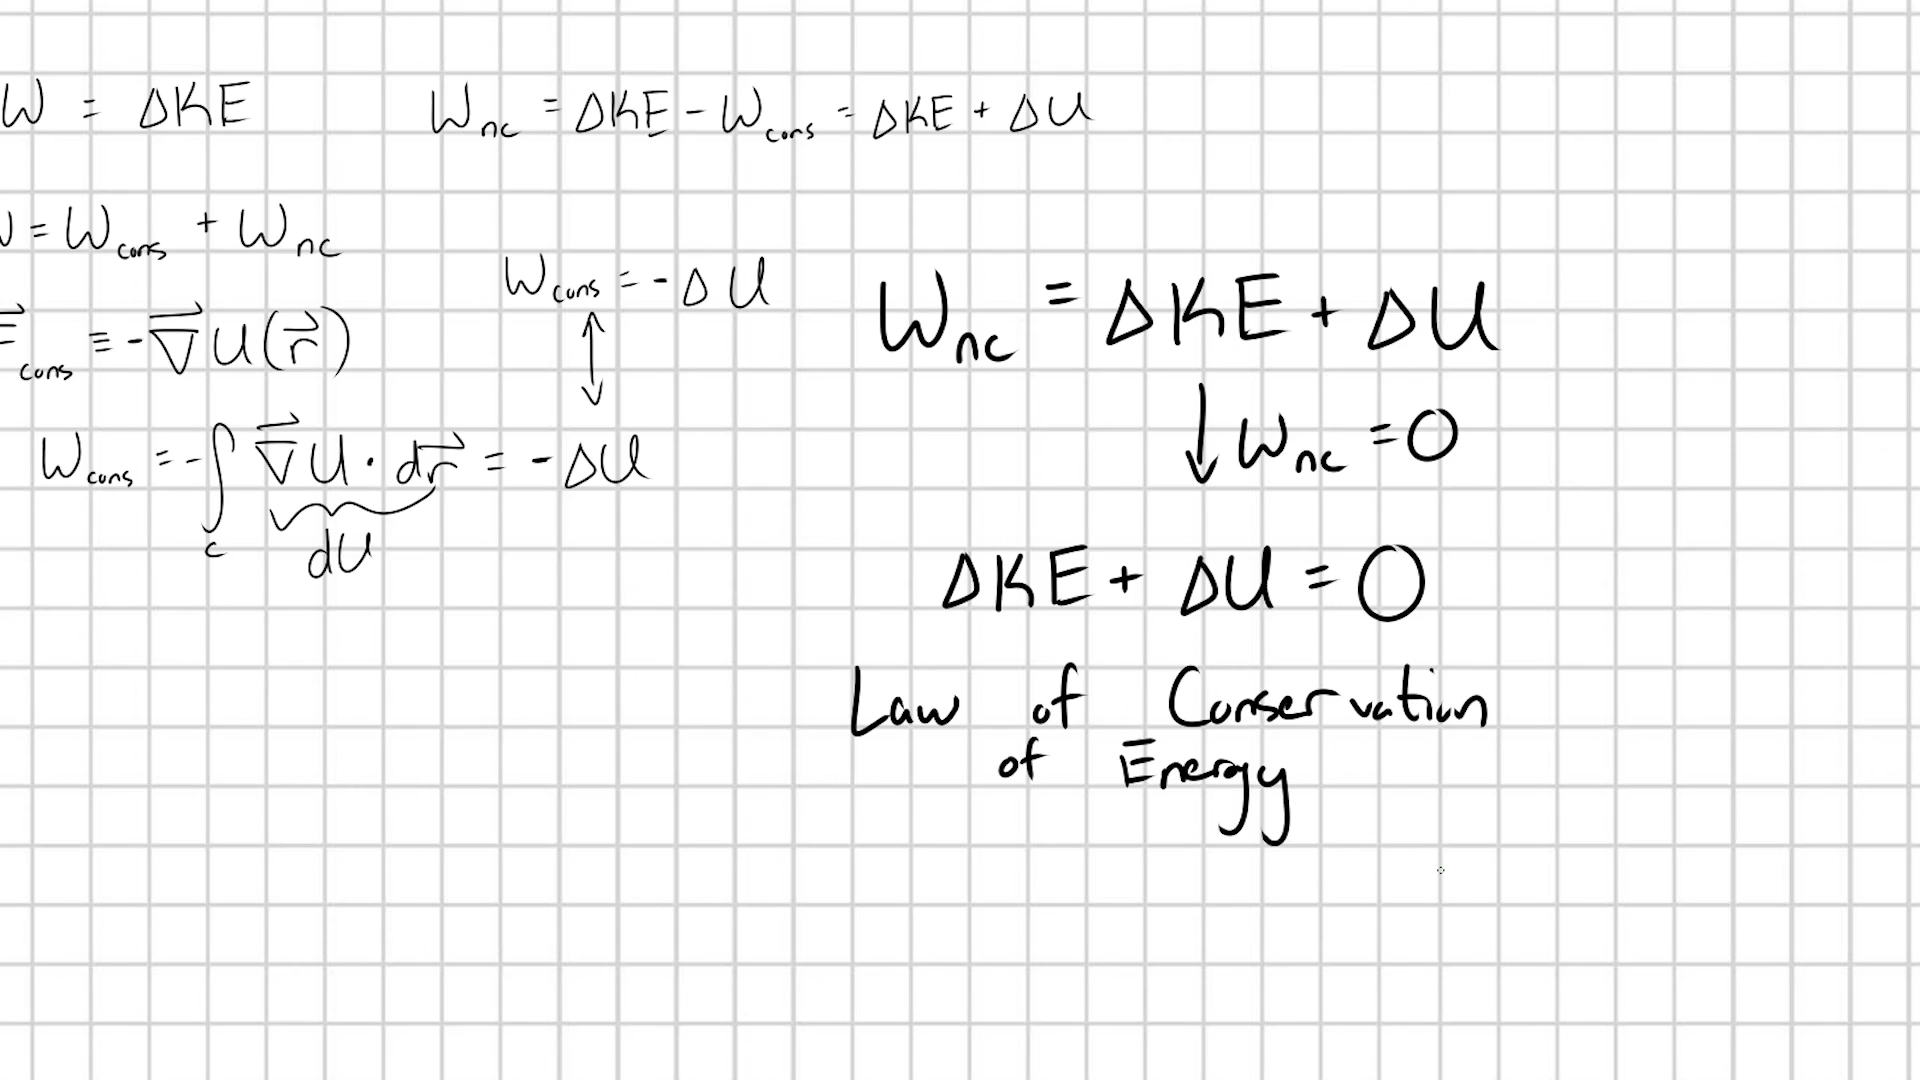 W = ΔKE
W = W_cons + W_nc
F⃗_cons ≡ -∇⃗U(r⃗)
W_cons = -∫_c ∇⃗U · dr⃗ = -ΔU
dU
W_nc = ΔKE - W_cons = ΔKE + ΔU
W_cons = -ΔU
↕
W_nc = ΔKE + ΔU
↓ W_nc = 0
ΔKE + ΔU = 0
Law of Conservation
of Energy